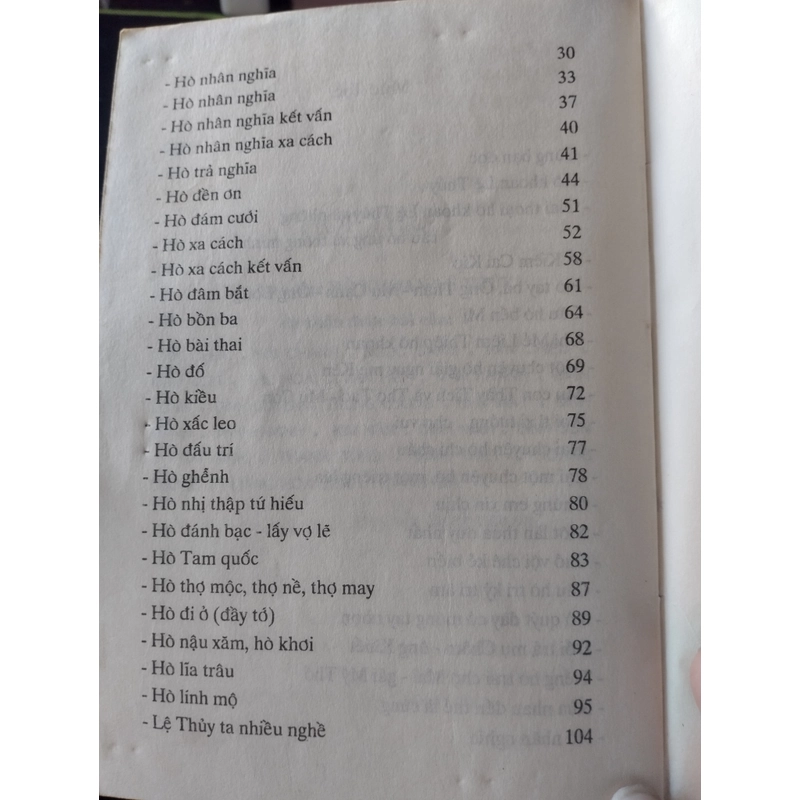 - Hò nhân nghĩa 30
- Hò nhân nghĩa 33
- Hò nhân nghĩa kết vấn 37
- Hò nhân nghĩa xa cách 40
- Hò trả nghĩa 41
- Hò đền ơn 44
- Hò đám cưới 51
- Hò xa cách 52
- Hò xa cách kết vấn 58
- Hò đâm bắt 61
- Hò bồn ba 64
- Hò bài thai 68
- Hò đố 69
- Hò kiều 72
- Hò xấc leo 75
- Hò đấu trí 77
- Hò ghểnh 78
- Hò nhị thập tứ hiếu 80
- Hò đánh bạc - lấy vợ lẽ 82
- Hò Tam quốc 83
- Hò thợ mộc, thợ nề, thợ may 87
- Hò đi ở (đầy tớ) 89
- Hò nậu xăm, hò khơi 92
- Hò lĩa trâu 94
- Hò lính mộ 95
- Lệ Thủy ta nhiều nghề 104